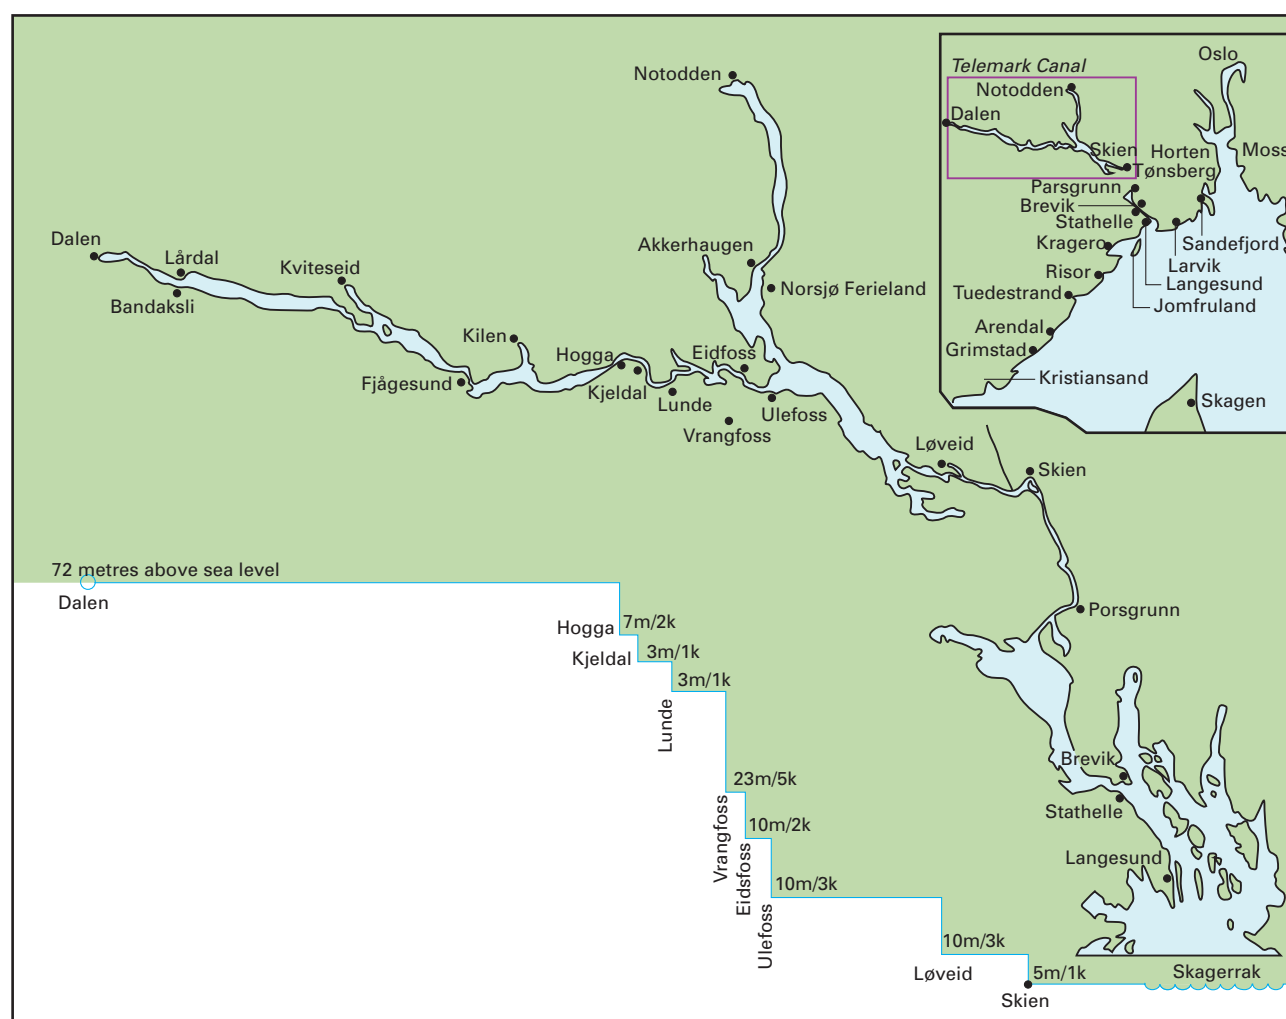 Oslo
Telemark Canal
Notodden
Dalen
Skien
Horten
Moss
Tønsberg
Parsgrunn
Brevik
Stathelle
Kragero
Sandefjord
Larvik
Risor
Langesund
Tuedestrand
Jomfruland
Arendal
Grimstad
Kristiansand
Skagen
Notodden
Dalen
Lårdal
Akkerhaugen
Kviteseid
Norsjø Ferieland
Bandaksli
Kilen
Hogga
Eidfoss
Fjågesund
Kjeldal
Lunde
Ulefoss
Vrangfoss
Løveid
Skien
Porsgrunn
Brevik
Stathelle
Langesund
Skagerrak
72 metres above sea level
Dalen
7m/2k
Hogga
3m/1k
Kjeldal
3m/1k
Lunde
23m/5k
Vrangfoss
10m/2k
Eidsfoss
10m/3k
Ulefoss
10m/3k
Løveid
5m/1k
Skien